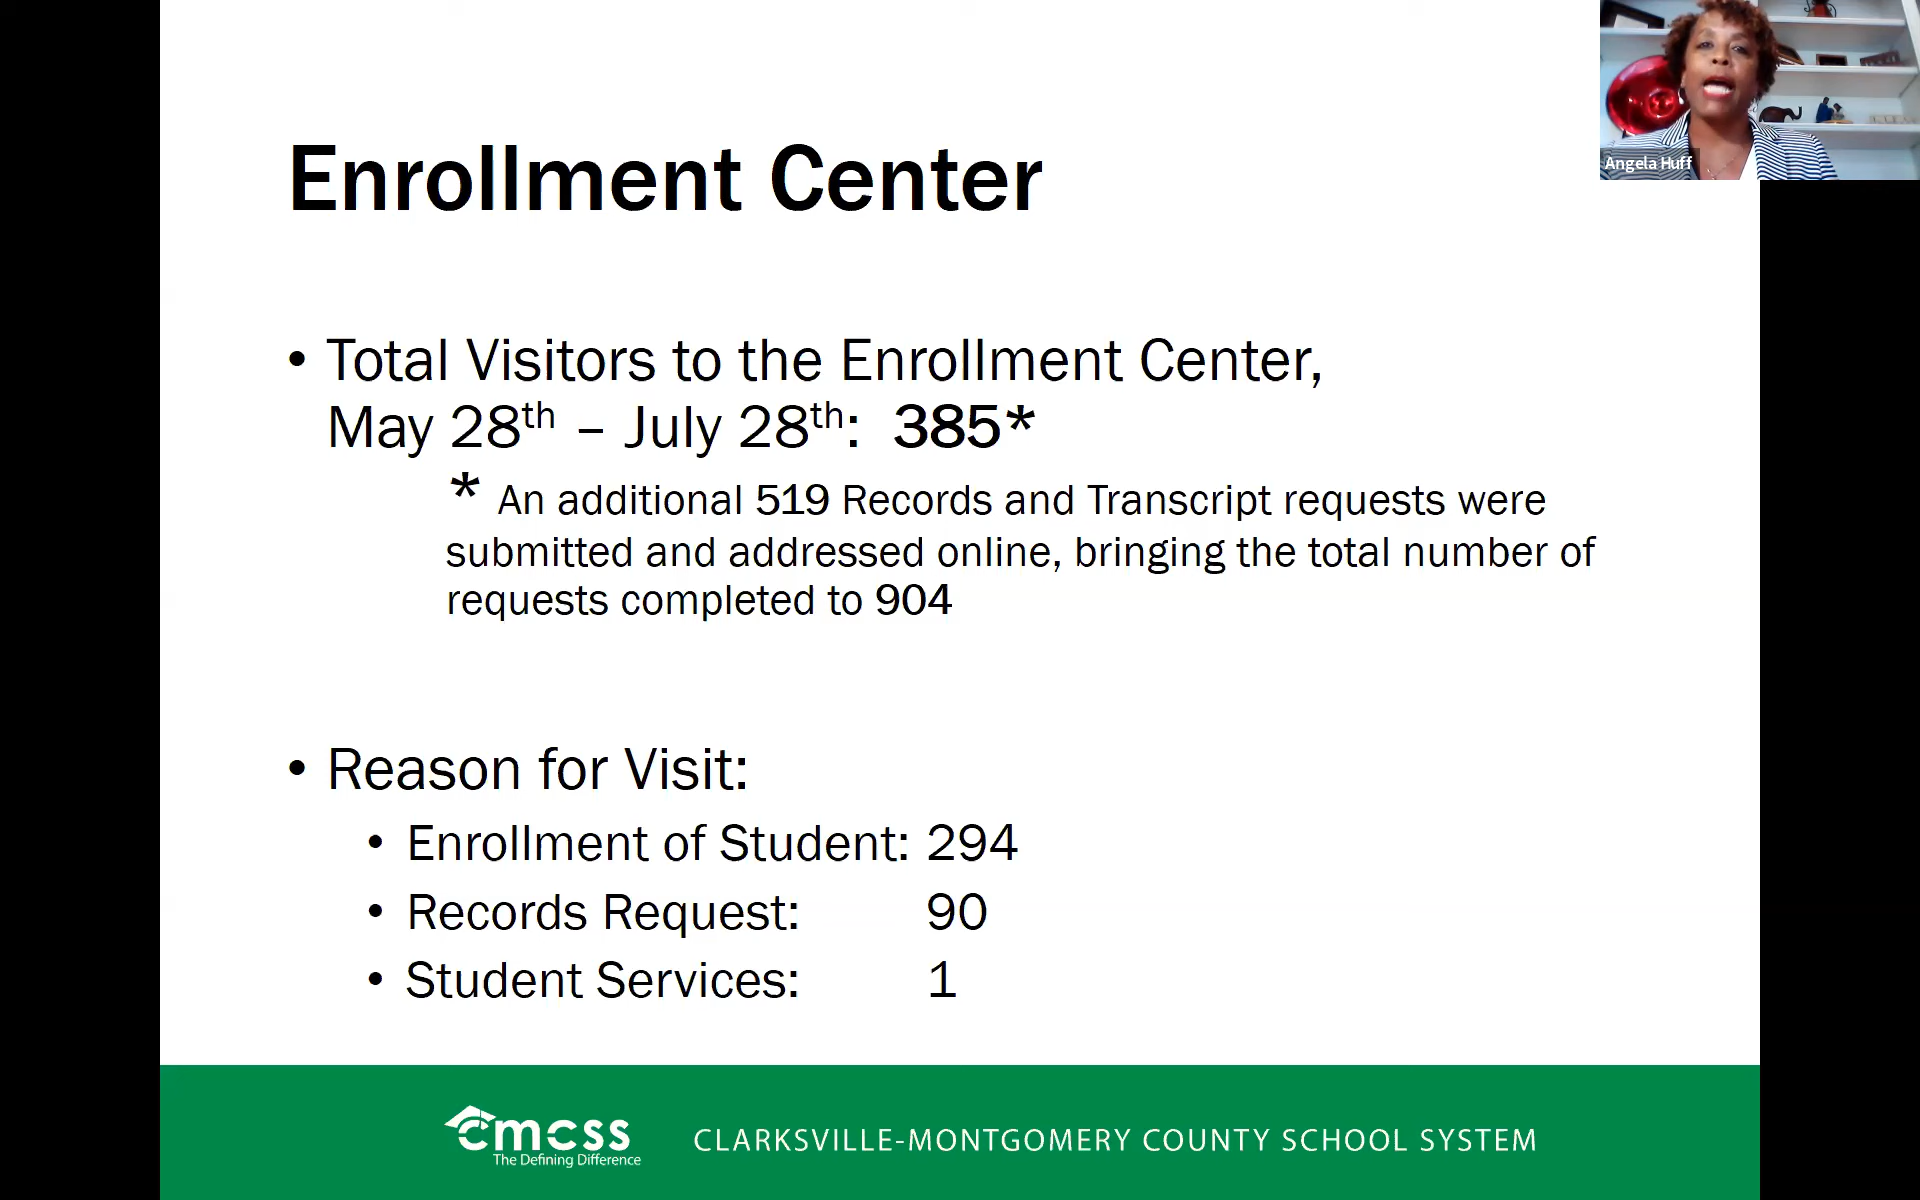 Angela Huff
Enrollment Center
• Total Visitors to the Enrollment Center,
May 28th – July 28th: 385*
* An additional 519 Records and Transcript requests were
submitted and addressed online, bringing the total number of
requests completed to 904
• Reason for Visit:
• Enrollment of Student: 294
• Records Request: 90
• Student Services: 1
cmcss
The Defining Difference
CLARKSVILLE-MONTGOMERY COUNTY SCHOOL SYSTEM